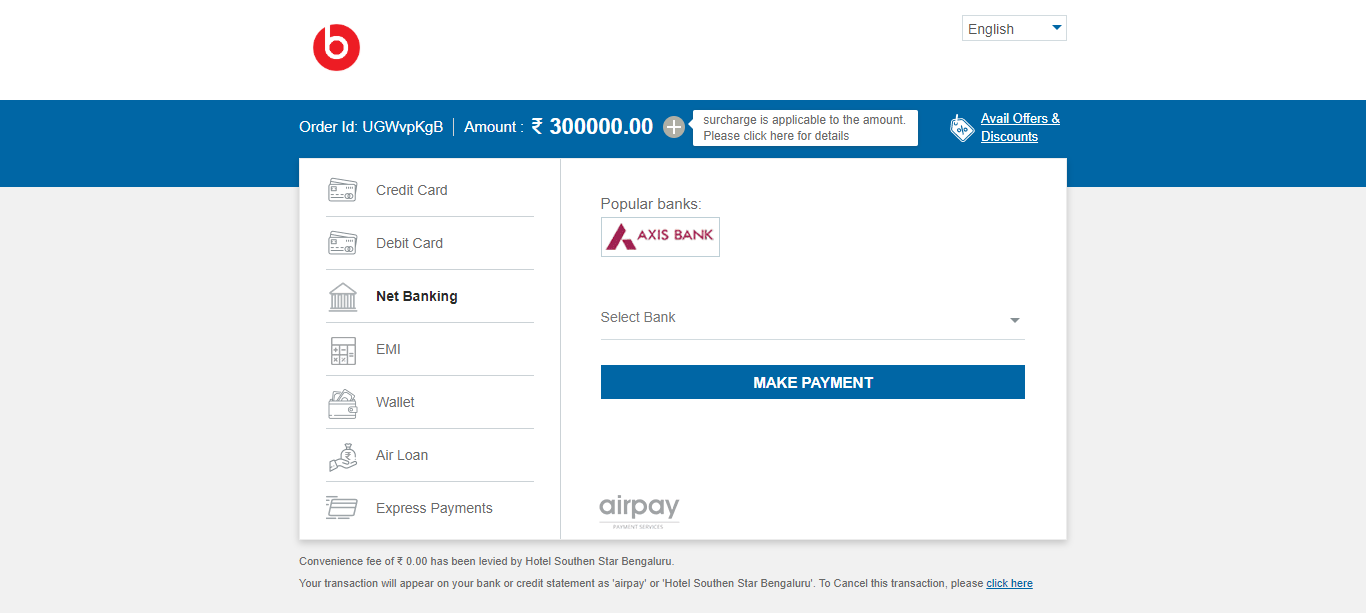 b
English
Order Id: UGWvpKgB
Amount : ₹ 300000.00
surcharge is applicable to the amount.
Please click here for details
Avail Offers &
Discounts
Credit Card
Debit Card
Net Banking
EMI
Wallet
Air Loan
Express Payments
Popular banks:
AXIS BANK
Select Bank
MAKE PAYMENT
airpay
PAYMENT SERVICES
Convenience fee of ₹ 0.00 has been levied by Hotel Southen Star Bengaluru.
Your transaction will appear on your bank or credit statement as 'airpay' or 'Hotel Southen Star Bengaluru'. To Cancel this transaction, please click here